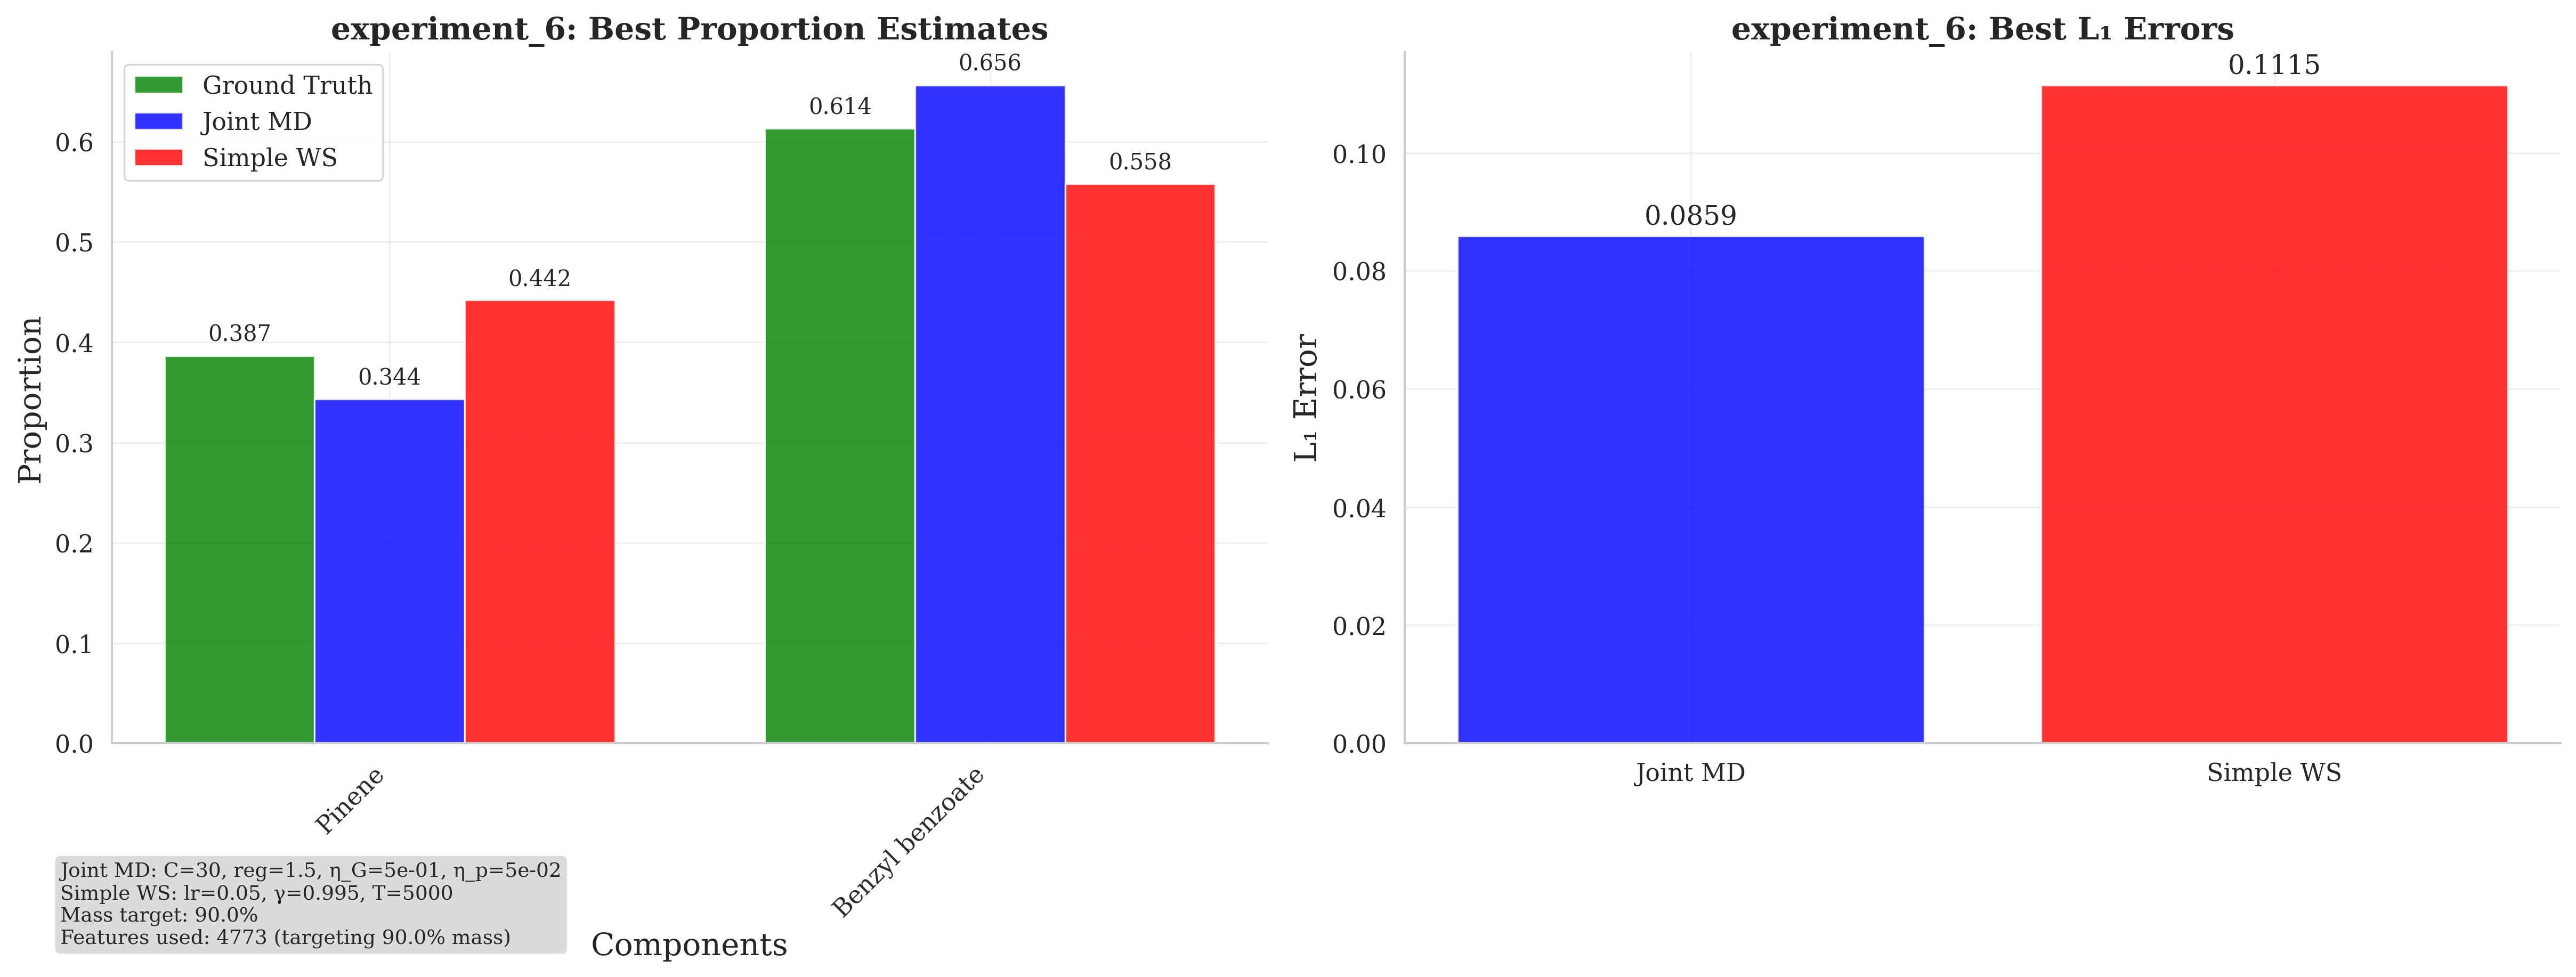 experiment_6: Best Proportion Estimates
Ground Truth
Joint MD
Simple WS
Proportion
0.6
0.5
0.4
0.3
0.2
0.1
0.0
0.387
0.344
0.442
0.614
0.656
0.558
Pinene
Benzyl benzoate
Components
Joint MD: C=30, reg=1.5, η_G=5e-01, η_p=5e-02
Simple WS: lr=0.05, γ=0.995, T=5000
Mass target: 90.0%
Features used: 4773 (targeting 90.0% mass)
experiment_6: Best L₁ Errors
L₁ Error
0.10
0.08
0.06
0.04
0.02
0.00
0.0859
0.1115
Joint MD
Simple WS